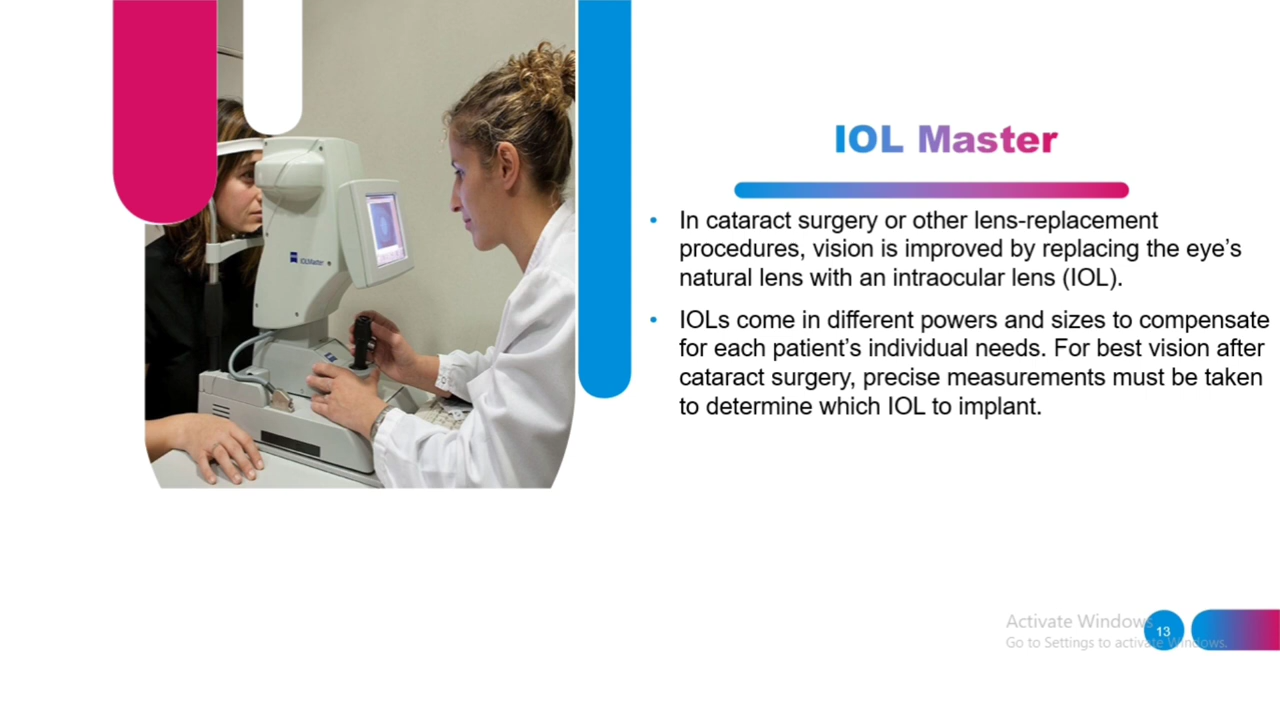 IOL Master
• In cataract surgery or other lens-replacement
procedures, vision is improved by replacing the eye’s
natural lens with an intraocular lens (IOL).
• IOLs come in different powers and sizes to compensate
for each patient’s individual needs. For best vision after
cataract surgery, precise measurements must be taken
to determine which IOL to implant.
IOLMaster
Activate Windows
Go to Settings to activate Windows.
13